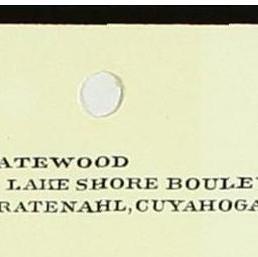 ATEWOOD
LAKE SHORE BOULE
RATENAHL, CUYAHOGA